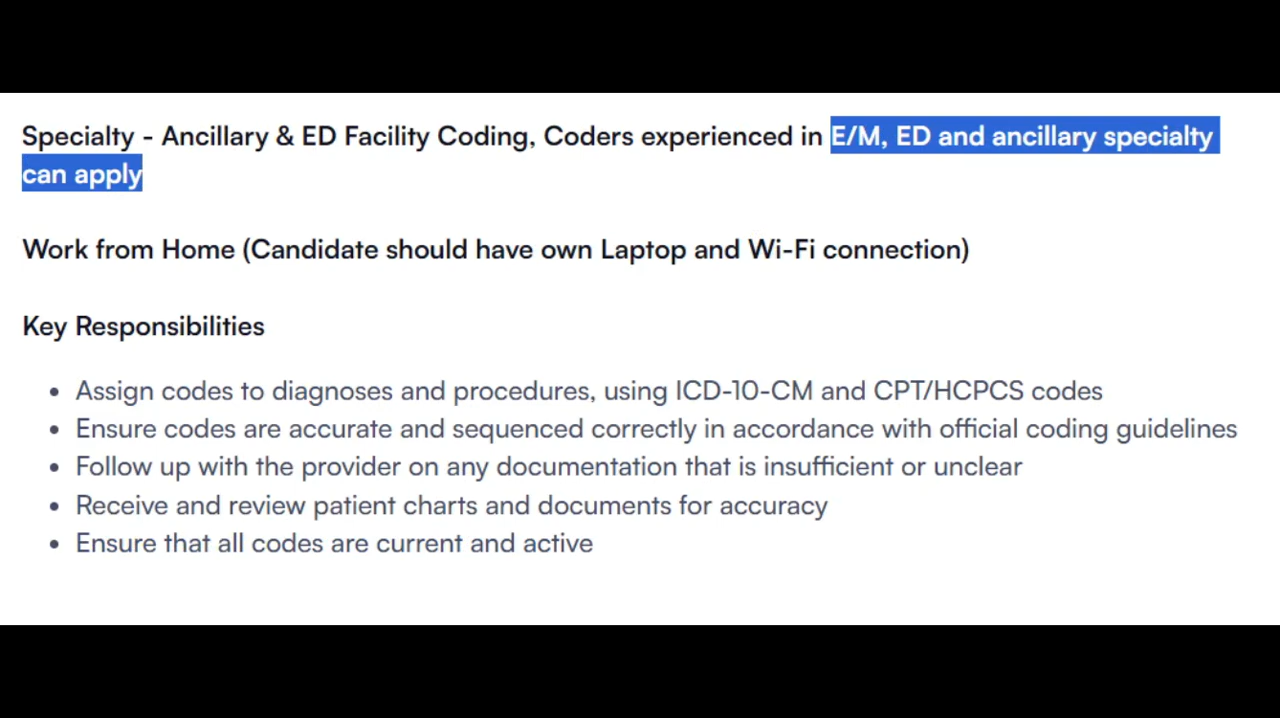 Specialty - Ancillary & ED Facility Coding, Coders experienced in E/M, ED and ancillary specialty
can apply
Work from Home (Candidate should have own Laptop and Wi-Fi connection)
Key Responsibilities
• Assign codes to diagnoses and procedures, using ICD-10-CM and CPT/HCPCS codes
• Ensure codes are accurate and sequenced correctly in accordance with official coding guidelines
• Follow up with the provider on any documentation that is insufficient or unclear
• Receive and review patient charts and documents for accuracy
• Ensure that all codes are current and active